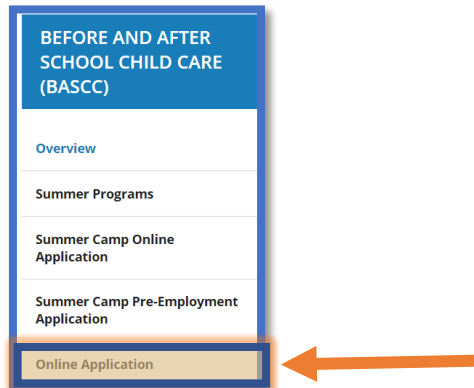 BEFORE AND AFTER
SCHOOL CHILD CARE
(BASCC)
Overview
Summer Programs
Summer Camp Online
Application
Summer Camp Pre-Employment
Application
Online Application